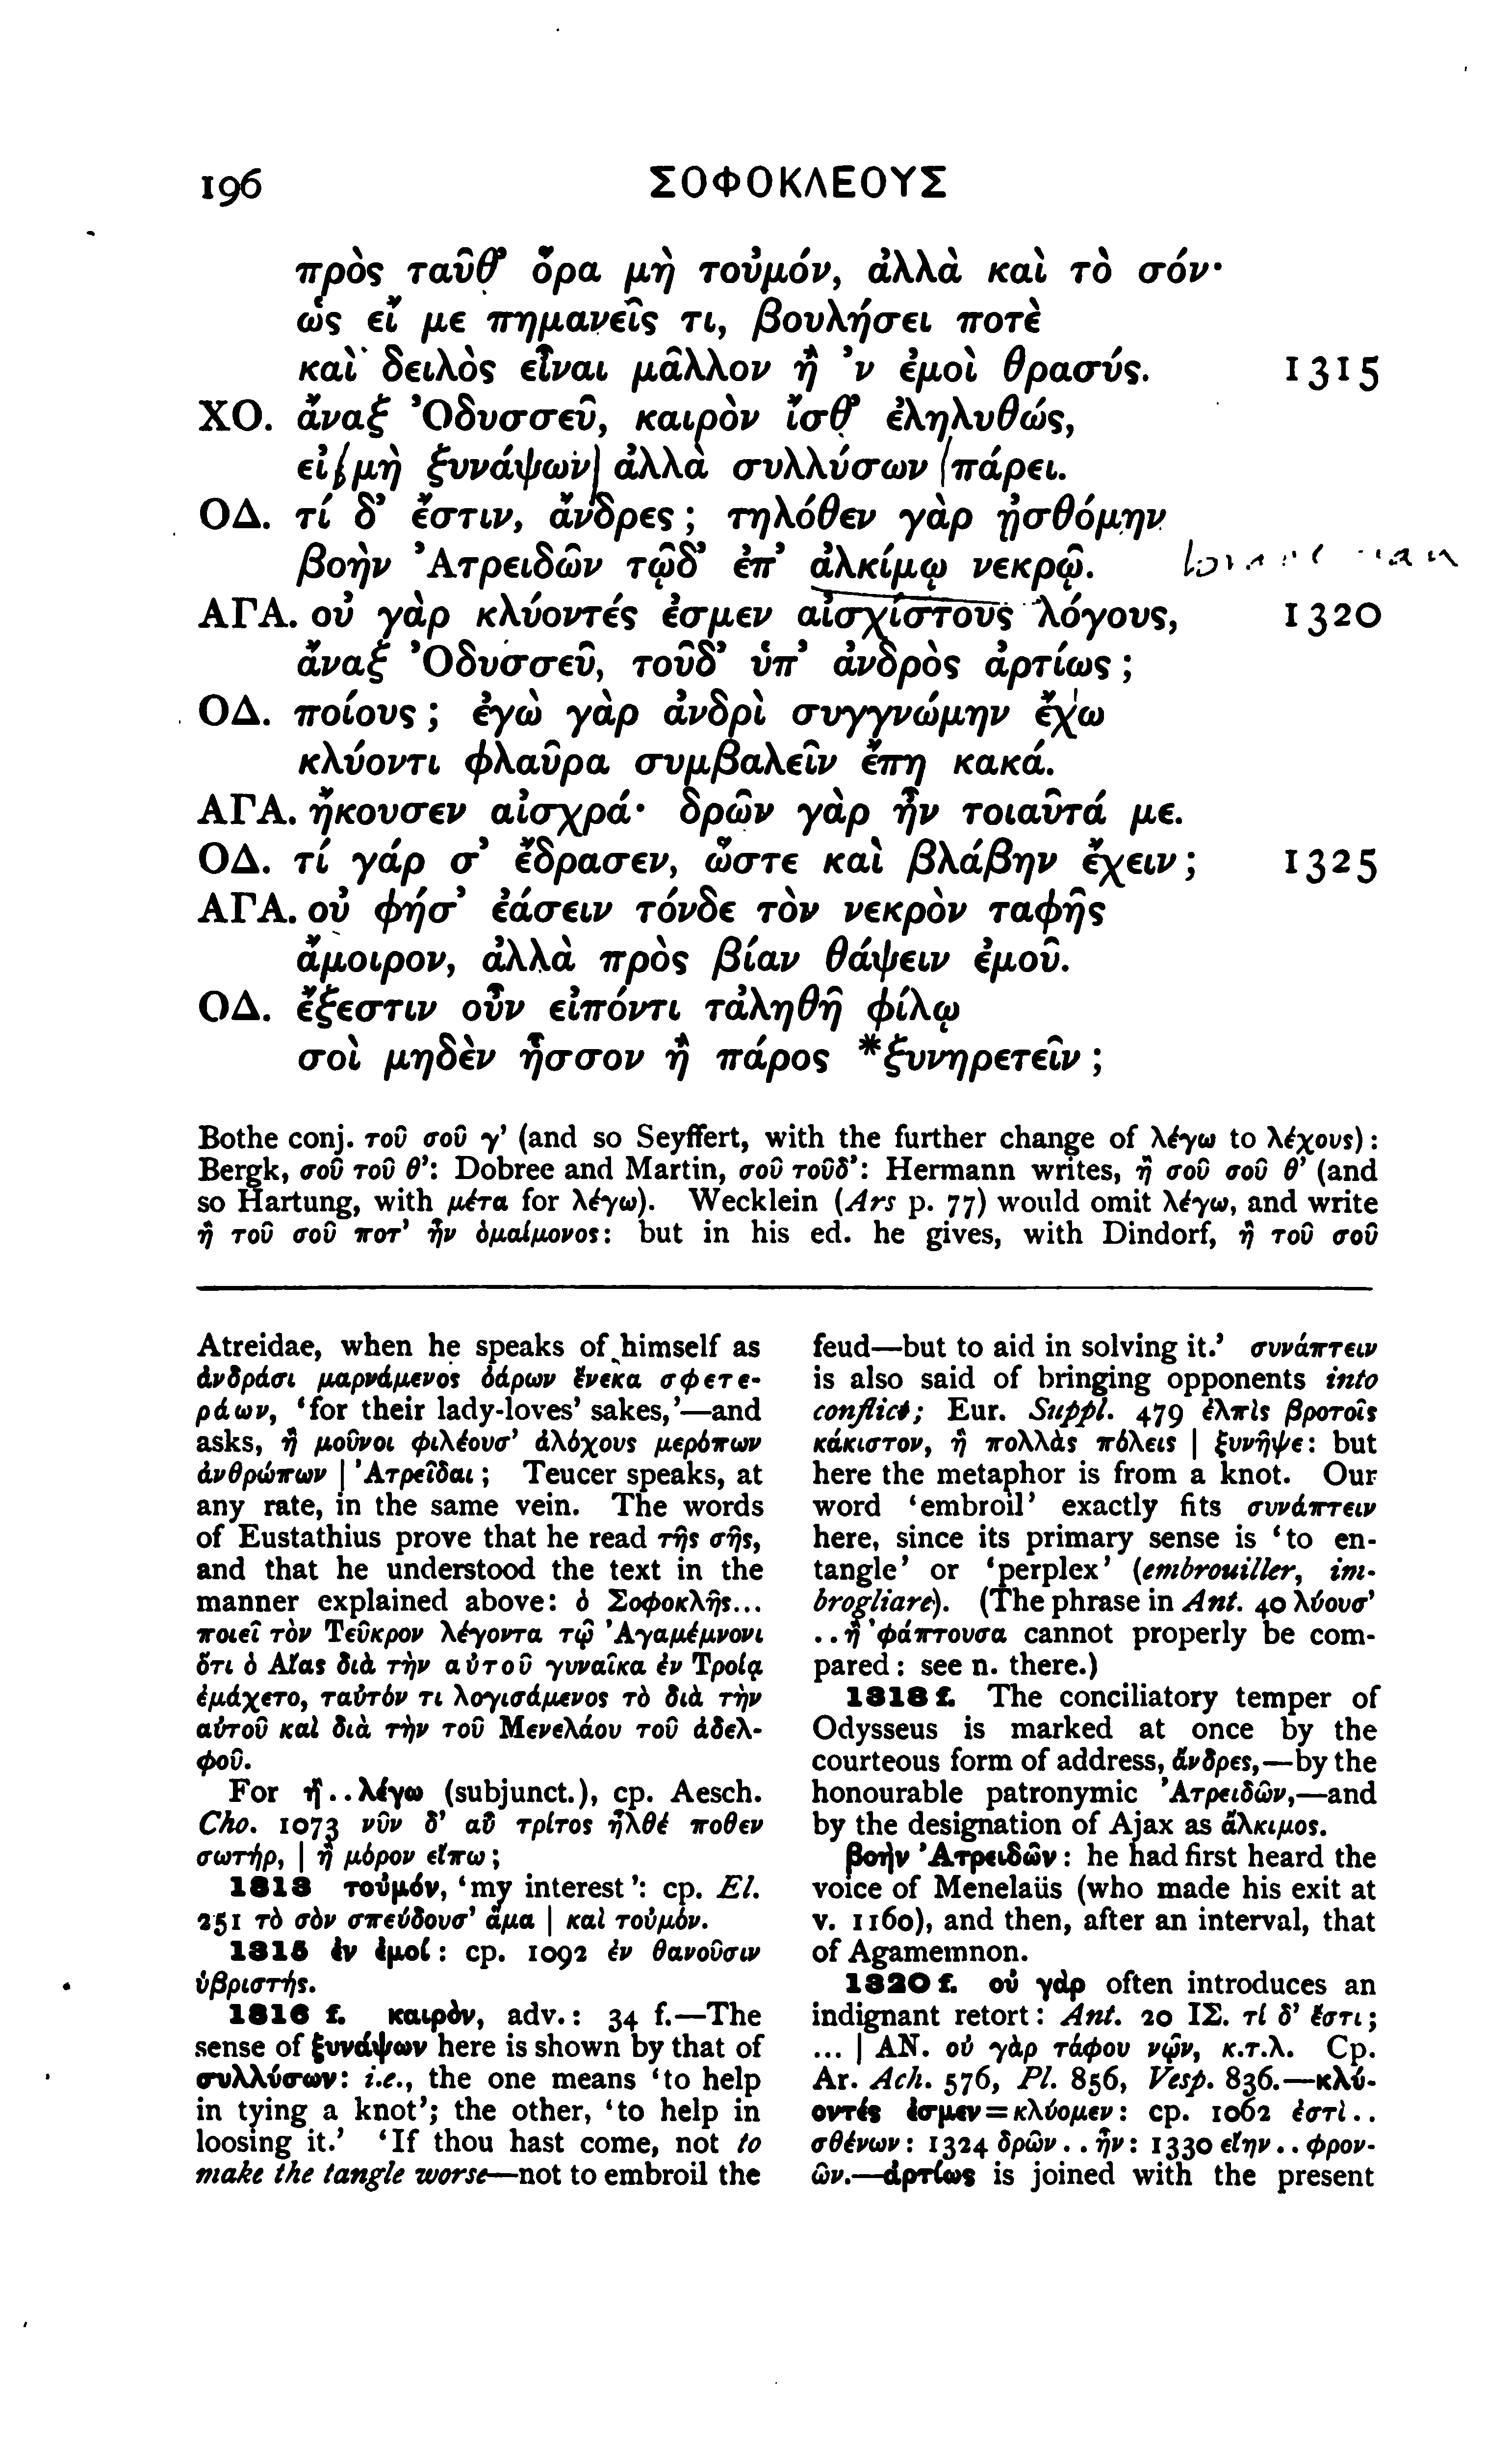 196 ΣΟΦΟΚΛΕΟΥΣ
πρὸς ταῦθ’ ὅρα μὴ τοὐμόν, ἀλλὰ καὶ τὸ σόν·
ὡς εἴ με πημανεῖς τι, βουλήσει ποτὲ
καὶ δειλὸς εἶναι μᾶλλον ἢ ’ν ἐμοὶ θρασύς. 1315
ΧΟ. ἄναξ Ὀδυσσεῦ, καιρὸν ἴσθ’ ἐληλυθώς,
εἰ μὴ ξυνάψων ἀλλὰ συλλύσων πάρει.
ΟΔ. τί δ’ ἔστιν, ἄνδρες; τηλόθεν γὰρ ᾐσθόμην
βοὴν Ἀτρειδῶν τῷδ’ ἐπ’ ἀλκίμῳ νεκρῷ.
ΑΓΑ. οὐ γὰρ κλύοντές ἐσμεν αἰσχίστους λόγους, 1320
ἄναξ Ὀδυσσεῦ, τοῦδ’ ὑπ’ ἀνδρὸς ἀρτίως;
ΟΔ. ποίους; ἐγὼ γὰρ ἀνδρὶ συγγνώμην ἔχω
κλύοντι φλαῦρα συμβαλεῖν ἔπη κακά.
ΑΓΑ. ἤκουσεν αἰσχρά· δρῶν γὰρ ἦν τοιαῦτά με.
ΟΔ. τί γάρ σ’ ἔδρασεν, ὥστε καὶ βλάβην ἔχειν; 1325
ΑΓΑ. οὔ φήσ’ ἐάσειν τόνδε τὸν νεκρὸν ταφῆς
ἄμοιρον, ἀλλὰ πρὸς βίαν θάψειν ἐμοῦ.
ΟΔ. ἔξεστιν οὖν εἰπόντι τἀληθῆ φίλῳ
σοὶ μηδὲν ἧσσον ἢ πάρος *ξυνηρετεῖν;
Bothe conj. τοῦ σοῦ γ’ (and so Seyffert, with the further change of λέγω to λέχους):
Bergk, σοῦ τοῦ θ’: Dobree and Martin, σοῦ τοῦδ’: Hermann writes, ἢ σοῦ σοῦ θ’ (and
so Hartung, with μέτα for λέγω). Wecklein (Ars p. 77) would omit λέγω, and write
ἢ τοῦ σοῦ ποτ’ ἦν ὁμαίμονος: but in his ed. he gives, with Dindorf, ἢ τοῦ σοῦ
Atreidae, when he speaks of himself as
ἀνδράσι μαρνάμενος ὀάρων ἕνεκα σφετε-
ράων, ‘for their lady-loves’ sakes,’—and
asks, ἦ μοῦνοι φιλέουσ’ ἀλόχους μερόπων
ἀνθρώπων | Ἀτρεῖδαι; Teucer speaks, at
any rate, in the same vein. The words
of Eustathius prove that he read τῆς σῆς,
and that he understood the text in the
manner explained above: ὁ Σοφοκλῆς...
ποιεῖ τὸν Τεῦκρον λέγοντα τῷ Ἀγαμέμνονι
ὅτι ὁ Αἴας διὰ τὴν αὑτοῦ γυναῖκα ἐν Τροίᾳ
ἐμάχετο, ταὐτόν τι λογισάμενος τὸ διὰ τὴν
αὐτοῦ καὶ διὰ τὴν τοῦ Μενελάου τοῦ ἀδελ-
φοῦ.
For ἤ..λέγω (subjunct.), cp. Aesch.
Cho. 1073 νῦν δ’ αὖ τρίτος ἦλθέ ποθεν
σωτήρ, | ἢ μόρον εἴπω;
1313 τοὐμόν, ‘my interest’: cp. El.
251 τὸ σὸν σπεύδουσ’ ἅμα | καὶ τοὐμόν.
1315 ἐν ἐμοί: cp. 1092 ἐν θανοῦσιν
ὑβριστής.
1316 f. καιρὸν, adv.: 34 f.—The
sense of ξυνάψων here is shown by that of
συλλύσων: i.e., the one means ‘to help
in tying a knot’; the other, ‘to help in
loosing it.’ ‘If thou hast come, not to
make the tangle worse—not to embroil the
feud—but to aid in solving it.’ συνάπτειν
is also said of bringing opponents into
conflict; Eur. Suppl. 479 ἐλπὶς βροτοῖς
κάκιστον, ἣ πολλὰς πόλεις | ξυνῆψε: but
here the metaphor is from a knot. Our
word ‘embroil’ exactly fits συνάπτειν
here, since its primary sense is ‘to en-
tangle’ or ‘perplex’ (embrouiller, im-
brogliare). (The phrase in Ant. 40 λύουσ’
..ἢ ’φάπτουσα cannot properly be com-
pared: see n. there.)
1318 f. The conciliatory temper of
Odysseus is marked at once by the
courteous form of address, ἄνδρες,—by the
honourable patronymic Ἀτρειδῶν,—and
by the designation of Ajax as ἄλκιμος.
βοὴν Ἀτρειδῶν: he had first heard the
voice of Menelaüs (who made his exit at
v. 1160), and then, after an interval, that
of Agamemnon.
1320 f. οὐ γὰρ often introduces an
indignant retort: Ant. 20 ΙΣ. τί δ’ ἔστι;
... | ΑΝ. οὐ γὰρ τάφου νῷν, κ.τ.λ. Cp.
Ar. Ach. 576, Pl. 856, Vesp. 836.—κλύ-
οντές ἐσμεν=κλύομεν: cp. 1062 ἐστὶ..
σθένων: 1324 δρῶν..ἦν: 1330 εἴην..φρον-
ῶν.—ἀρτίως is joined with the present